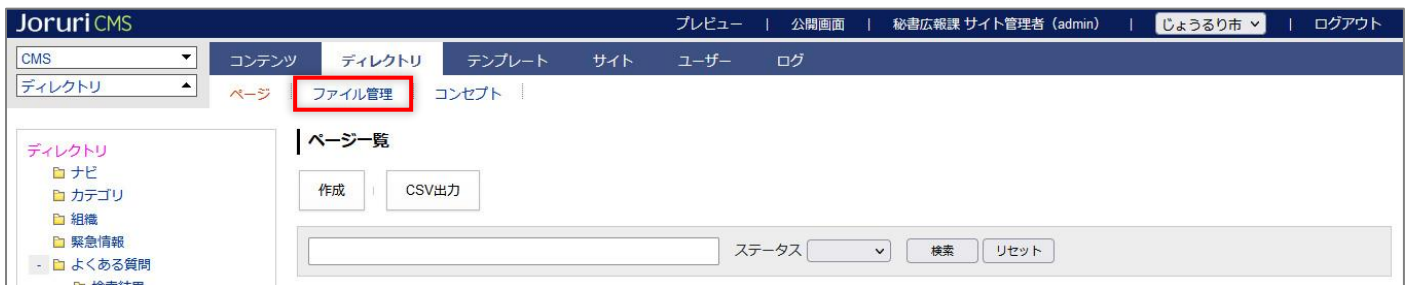 Joruri CMS プレビュー | 公開画面 | 秘書広報課 サイト管理者（admin） | じょうるり市 | ログアウト
CMS コンテンツ ディレクトリ テンプレート サイト ユーザー ログ
ディレクトリ ページ ファイル管理 コンセプト
ページ一覧
ディレクトリ
ナビ
作成 CSV出力
カテゴリ
組織
緊急情報
ステータス 検索 リセット
- よくある質問
検索結果